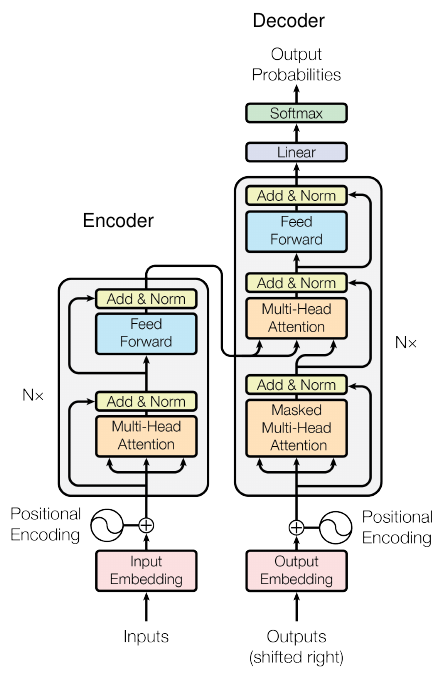 Decoder
Output
Probabilities
Softmax
Linear
Add & Norm
Feed
Forward
Add & Norm
Multi-Head
Attention
Add & Norm
Masked
Multi-Head
Attention
Nx
Positional
Encoding
Output
Embedding
Outputs
(shifted right)
Encoder
Add & Norm
Feed
Forward
Add & Norm
Multi-Head
Attention
Nx
Positional
Encoding
Input
Embedding
Inputs